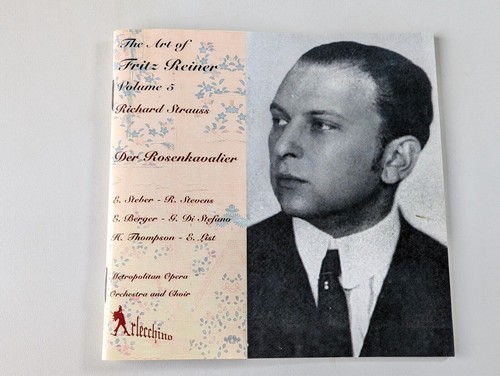 The Art of
Fritz Reiner
Volume 5
Richard Strauss
Der Rosenkavalier
E. Steber - R. Stevens
E. Berger - G. Di Stefano
H. Thompson - E. List
Metropolitan Opera
Orchestra and Choir
Arlecchino